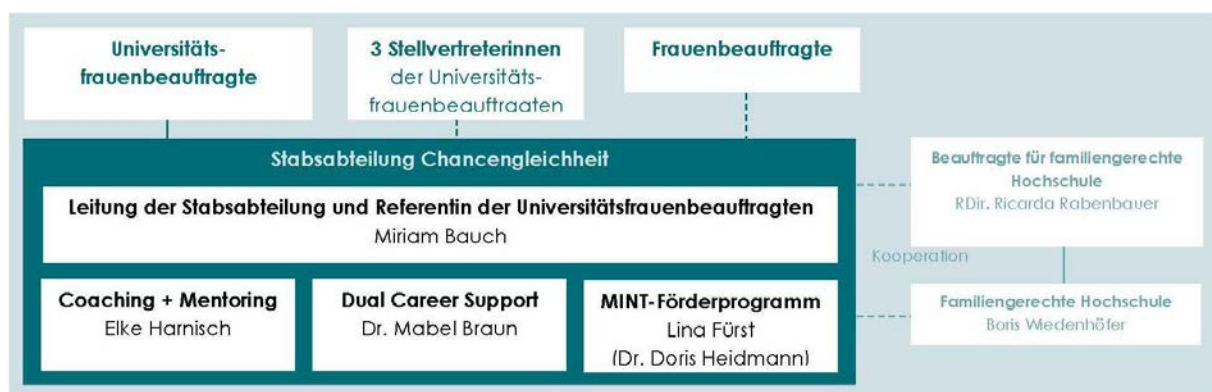 Universitäts-
frauenbeauftragte
3 Stellvertreterinnen
der Universitäts-
frauenbeauftraaten
Frauenbeauftragte
Stabsabteilung Chancengleichheit
Leitung der Stabsabteilung und Referentin der Universitätsfrauenbeauftragten
Miriam Bauch
Coaching + Mentoring
Elke Harnisch
Dual Career Support
Dr. Mabel Braun
MINT-Förderprogramm
Lina Fürst
(Dr. Doris Heidmann)
Beauftragte für familiengerechte
Hochschule
RDir. Ricarda Rabenbauer
Kooperation
Familiengerechte Hochschule
Boris Wiedenhöfer